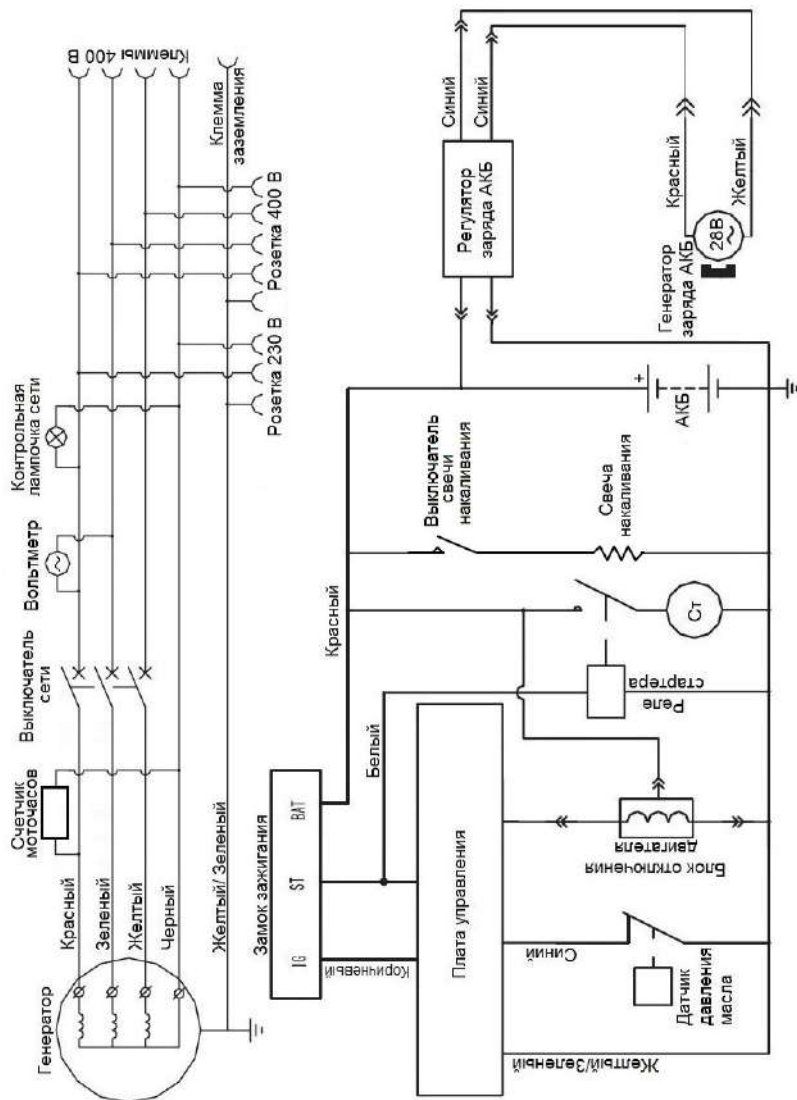 Генератор
Красный
Зеленый
Желтый
Черный
Желтый/ Зеленый
Счетчик
моточасов
Выключатель
сети
Вольтметр
Контрольная
лампочка сети
Розетка 230 В
Розетка 400 В
Клеммы 400 В
Клемма
заземления
Замок зажигания
IG
ST
BAT
Коричневый
Белый
Красный
Плата управления
Желтый/Зеленый
Синий
Датчик
давления
масла
Блок отключения
двигателя
Реле
стартера
Ст
Выключатель
свечи
накаливания
Свеча
накаливания
+
АКБ
Регулятор
заряда АКБ
Синий
Синий
Красный
Желтый
Генератор
заряда АКБ
28В